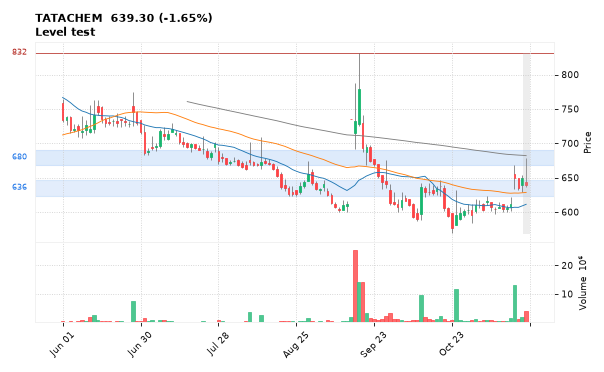 TATACHEM 639.30 (-1.65%)
Level test
832
680
636
800
750
700
650
600
Price
20
10
Volume 10⁶
Jun 01
Jun 30
Jul 28
Aug 25
Sep 23
Oct 23